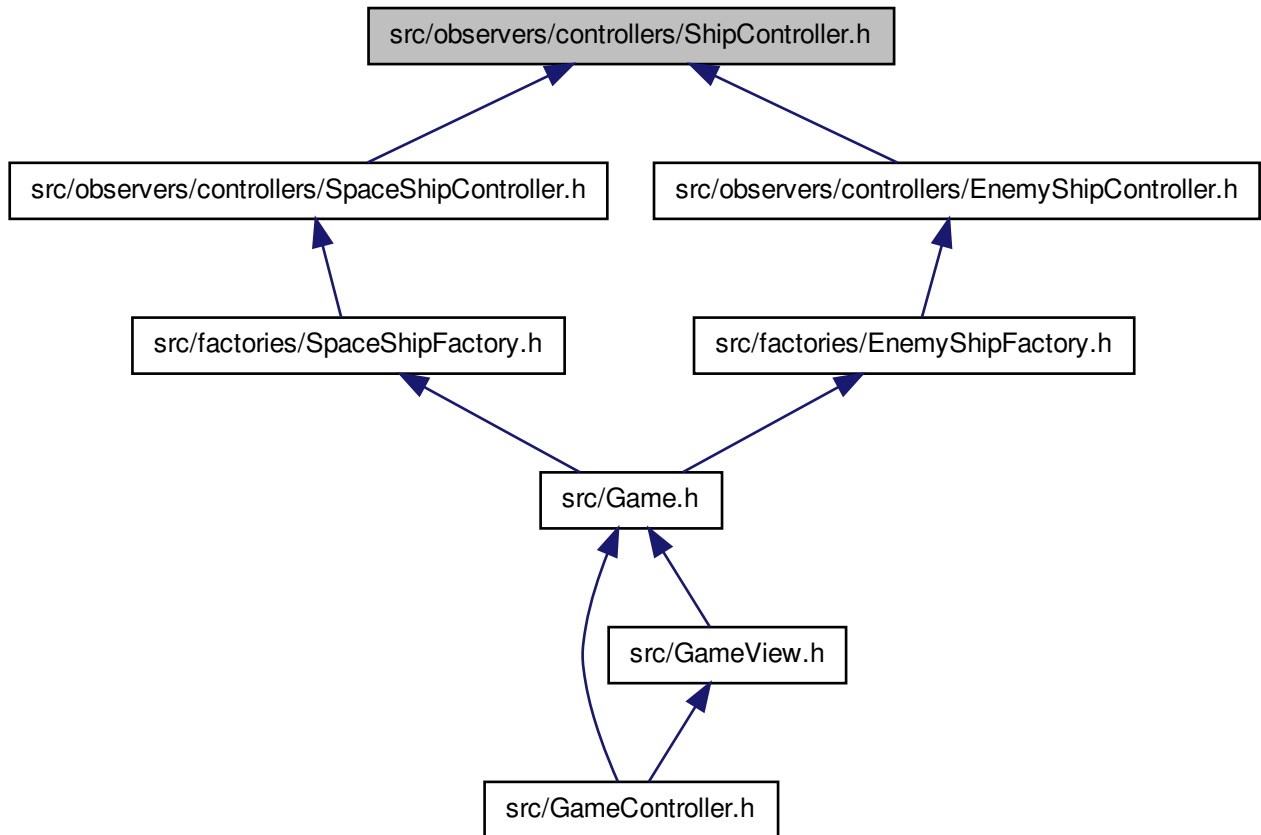 src/observers/controllers/ShipController.h
src/observers/controllers/SpaceShipController.h
src/observers/controllers/EnemyShipController.h
src/factories/SpaceShipFactory.h
src/factories/EnemyShipFactory.h
src/Game.h
src/GameView.h
src/GameController.h